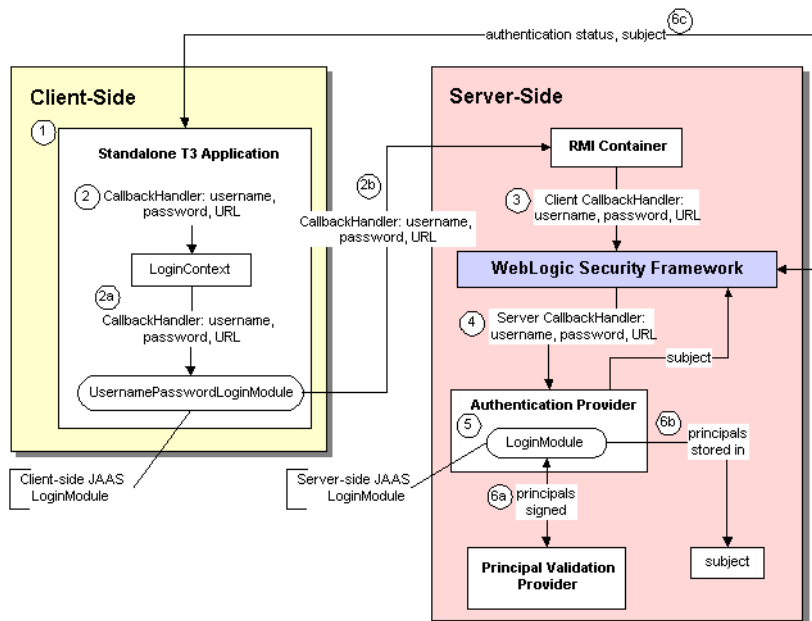 6c
authentication status, subject
Client-Side
1
Standalone T3 Application
2
CallbackHandler: username,
password, URL
LoginContext
2a
CallbackHandler: username,
password, URL
UsernamePasswordLoginModule
Client-side JAAS
LoginModule
2b
CallbackHandler: username,
password, URL
Server-Side
RMI Container
3
Client CallbackHandler:
username, password, URL
WebLogic Security Framework
4
Server CallbackHandler:
username, password, URL
subject
Authentication Provider
5
LoginModule
Server-side JAAS
LoginModule
6b
principals
stored in
6a
principals
signed
Principal Validation
Provider
subject